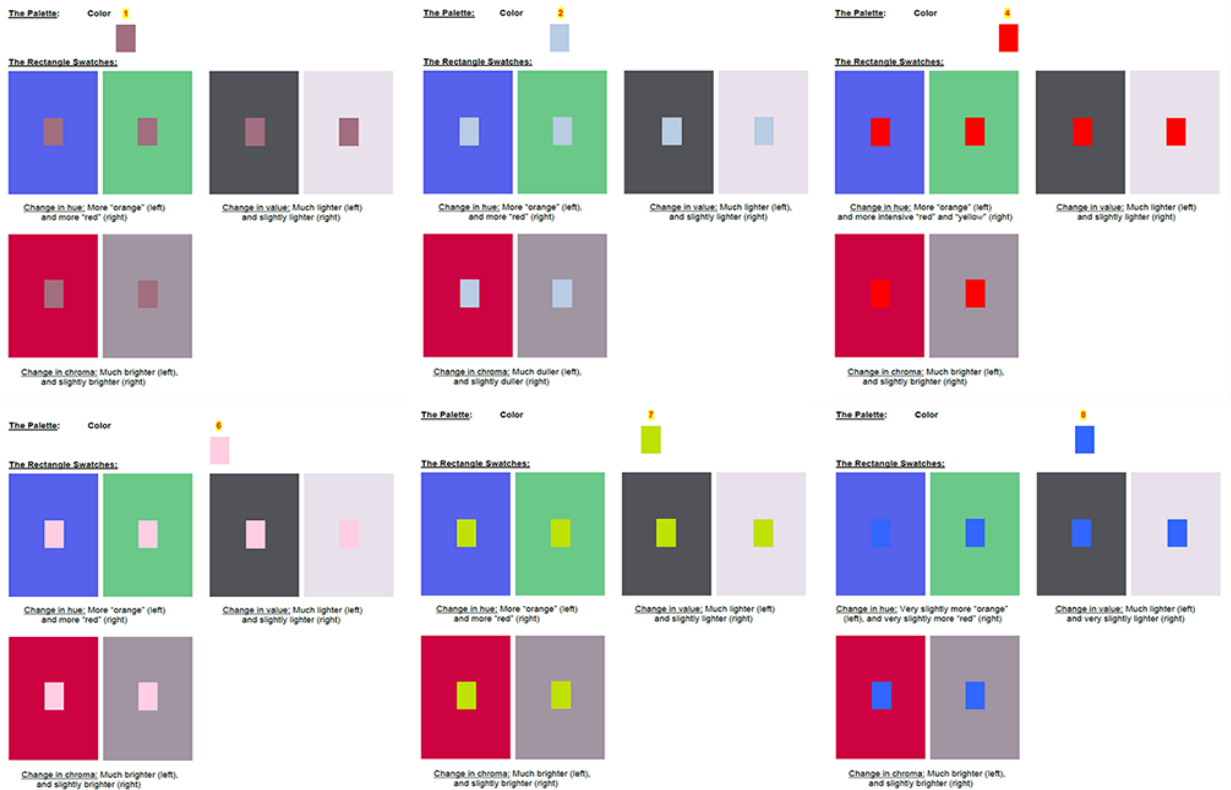 The Palette: Color 1
The Rectangle Swatches:
Change in hue: More "orange" (left)
and more "red" (right)
Change in value: Much lighter (left)
and slightly lighter (right)
Change in chroma: Much brighter (left),
and slightly brighter (right)
The Palette: Color 2
The Rectangle Swatches:
Change in hue: More "orange" (left),
and more "red" (right)
Change in value: Much lighter (left),
and slightly lighter (right)
Change in chroma: Much duller (left),
and slightly duller (right)
The Palette: Color 4
The Rectangle Swatches:
Change in hue: More "orange" (left)
and more intensive "red" and "yellow" (right)
Change in value: Much lighter (left)
and slightly lighter (right)
Change in chroma: Much brighter (left),
and slightly brighter (right)
The Palette: Color 6
The Rectangle Swatches:
Change in hue: More "orange" (left)
and more "red" (right)
Change in value: Much lighter (left)
and slightly lighter (right)
Change in chroma: Much brighter (left),
and slightly brighter (right)
The Palette: Color 7
The Rectangle Swatches:
Change in hue: More "orange" (left)
and more "red" (right)
Change in value: Much lighter (left)
and slightly lighter (right)
Change in chroma: Much brighter (left),
and slightly brighter (right)
The Palette: Color 8
The Rectangle Swatches:
Change in hue: Very slightly more "orange"
(left), and very slightly more "red" (right)
Change in value: Much lighter (left)
and very slightly lighter (right)
Change in chroma: Much brighter (left),
and slightly brighter (right)